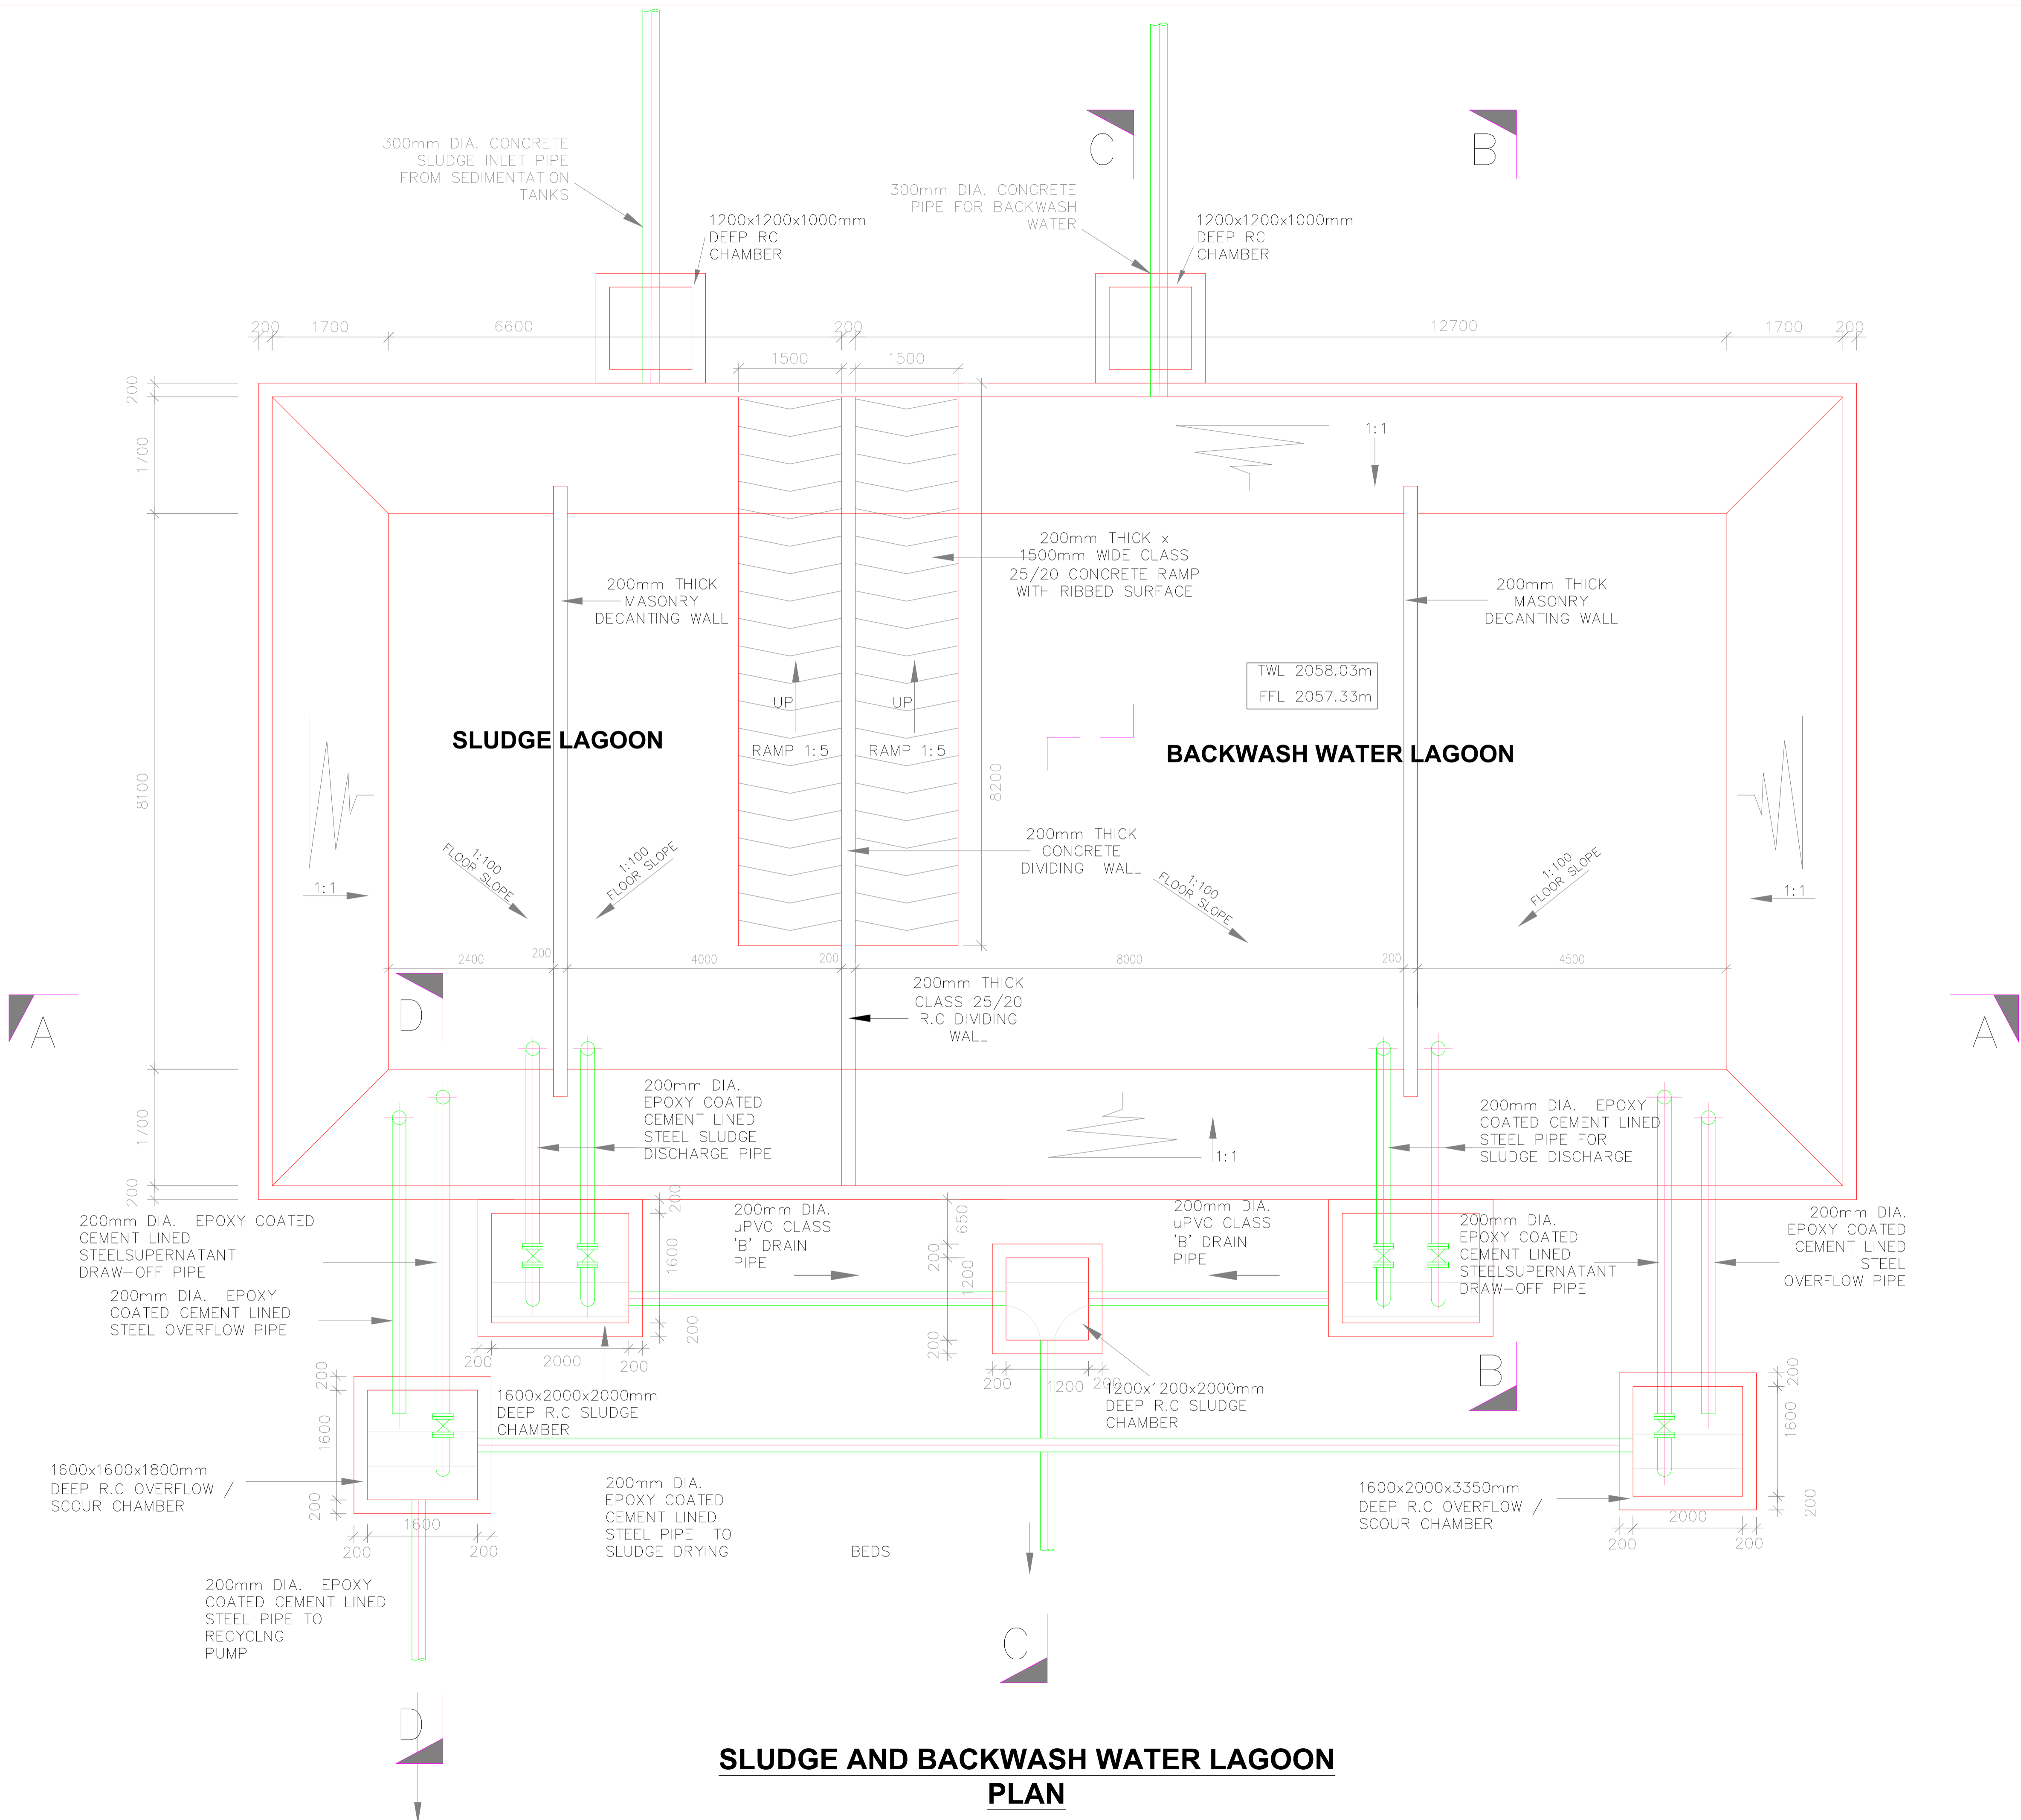 300mm DIA. CONCRETE
SLUDGE INLET PIPE
FROM SEDIMENTATION
TANKS
1200x1200x1000mm
DEEP RC
CHAMBER
300mm DIA. CONCRETE
PIPE FOR BACKWASH
WATER
1200x1200x1000mm
DEEP RC
CHAMBER
C
B
200
1700
6600
200
12700
1700
200
1500
1500
200
1700
8100
1700
200
1:1
200mm THICK x
1500mm WIDE CLASS
25/20 CONCRETE RAMP
WITH RIBBED SURFACE
200mm THICK
MASONRY
DECANTING WALL
200mm THICK
MASONRY
DECANTING WALL
TWL 2058.03m
FFL 2057.33m
UP
UP
RAMP 1:5
RAMP 1:5
SLUDGE LAGOON
BACKWASH WATER LAGOON
8200
200mm THICK
CONCRETE
DIVIDING WALL
1:100
FLOOR SLOPE
1:100
FLOOR SLOPE
1:100
FLOOR SLOPE
1:100
FLOOR SLOPE
1:1
1:1
2400
200
4000
200
8000
200
4500
D
A
A
200mm THICK
CLASS 25/20
R.C DIVIDING
WALL
200mm DIA.
EPOXY COATED
CEMENT LINED
STEEL SLUDGE
DISCHARGE PIPE
1:1
200mm DIA. EPOXY
COATED CEMENT LINED
STEEL PIPE FOR
SLUDGE DISCHARGE
200mm DIA. EPOXY COATED
CEMENT LINED
STEELSUPERNATANT
DRAW-OFF PIPE
200mm DIA. EPOXY
COATED CEMENT LINED
STEEL OVERFLOW PIPE
200
1600
200
200mm DIA.
uPVC CLASS
'B' DRAIN
PIPE
650
200
1200
200
200mm DIA.
uPVC CLASS
'B' DRAIN
PIPE
200mm DIA.
EPOXY COATED
CEMENT LINED
STEELSUPERNATANT
DRAW-OFF PIPE
200mm DIA.
EPOXY COATED
CEMENT LINED
STEEL
OVERFLOW PIPE
200
2000
200
1600x2000x2000mm
DEEP R.C SLUDGE
CHAMBER
200
1200
200
1200x1200x2000mm
DEEP R.C SLUDGE
CHAMBER
B
200
1600
200
1600x1600x1800mm
DEEP R.C OVERFLOW /
SCOUR CHAMBER
200
1600
200
200mm DIA.
EPOXY COATED
CEMENT LINED
STEEL PIPE TO
SLUDGE DRYING BEDS
1600x2000x3350mm
DEEP R.C OVERFLOW /
SCOUR CHAMBER
200
1600
200
200
2000
200
200mm DIA. EPOXY
COATED CEMENT LINED
STEEL PIPE TO
RECYCLNG
PUMP
C
D
SLUDGE AND BACKWASH WATER LAGOON
PLAN